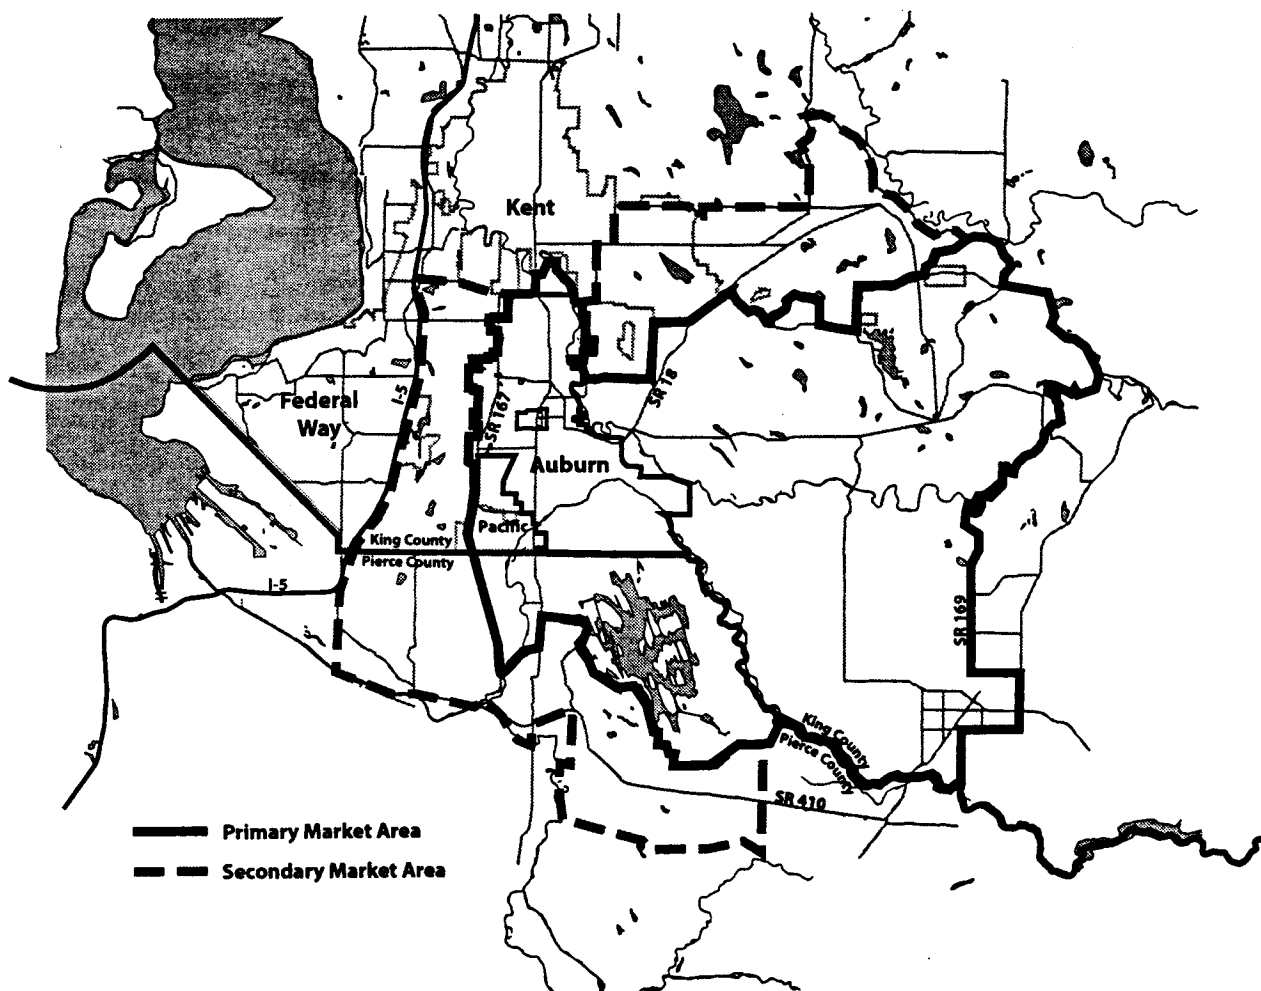 Kent
Federal
Way
I-5
SR 167
SR 18
Auburn
Pacific
King County
Pierce County
I-5
SR 169
King County
Pierce County
SR 410
Primary Market Area
Secondary Market Area